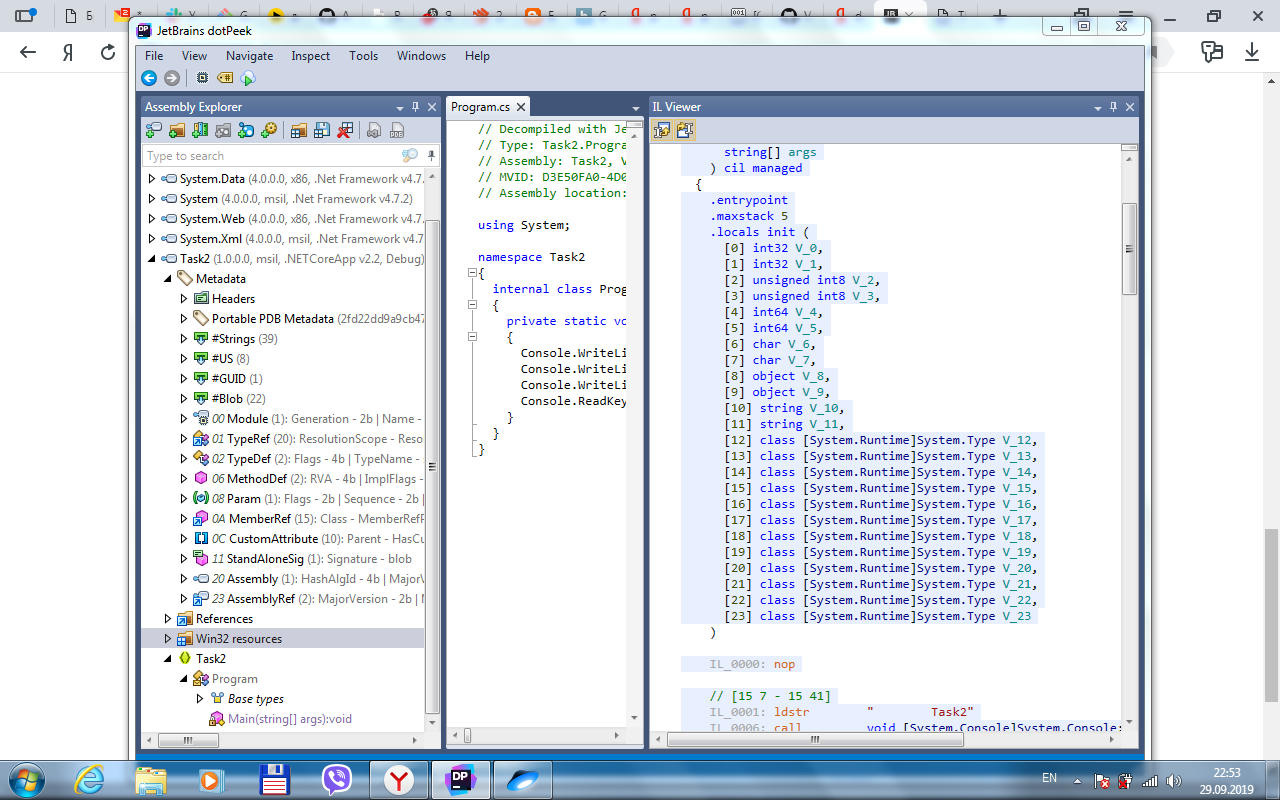 JetBrains dotPeek
File View Navigate Inspect Tools Windows Help
Assembly Explorer
Type to search
System.Data (4.0.0.0, x86, .Net Framework v4.7.
System (4.0.0.0, msil, .Net Framework v4.7.2)
System.Web (4.0.0.0, x86, .Net Framework v4.7.
System.Xml (4.0.0.0, msil, .Net Framework v4.7
Task2 (1.0.0.0, msil, .NETCoreApp v2.2, Debug)
Metadata
Headers
Portable PDB Metadata (2fd22dd9a9cb47
#Strings (39)
#US (8)
#GUID (1)
#Blob (22)
00 Module (1): Generation - 2b | Name -
01 TypeRef (20): ResolutionScope - Reso
02 TypeDef (2): Flags - 4b | TypeName -
06 MethodDef (2): RVA - 4b | ImplFlags -
08 Param (1): Flags - 2b | Sequence - 2b |
0A MemberRef (15): Class - MemberRefP
0C CustomAttribute (10): Parent - HasCu
11 StandAloneSig (1): Signature - blob
20 Assembly (1): HashAlgId - 4b | MajorV
23 AssemblyRef (2): MajorVersion - 2b | M
References
Win32 resources
Task2
Program
Base types
Main(string[] args):void
Program.cs
// Decompiled with Je
// Type: Task2.Progra
// Assembly: Task2, V
// MVID: D3E50FA0-4D0
// Assembly location:
using System;
namespace Task2
{
internal class Prog
{
private static vo
{
Console.WriteLi
Console.WriteLi
Console.WriteLi
Console.ReadKey
}
}
}
IL Viewer
string[] args
) cil managed
{
.entrypoint
.maxstack 5
.locals init (
[0] int32 V_0,
[1] int32 V_1,
[2] unsigned int8 V_2,
[3] unsigned int8 V_3,
[4] int64 V_4,
[5] int64 V_5,
[6] char V_6,
[7] char V_7,
[8] object V_8,
[9] object V_9,
[10] string V_10,
[11] string V_11,
[12] class [System.Runtime]System.Type V_12,
[13] class [System.Runtime]System.Type V_13,
[14] class [System.Runtime]System.Type V_14,
[15] class [System.Runtime]System.Type V_15,
[16] class [System.Runtime]System.Type V_16,
[17] class [System.Runtime]System.Type V_17,
[18] class [System.Runtime]System.Type V_18,
[19] class [System.Runtime]System.Type V_19,
[20] class [System.Runtime]System.Type V_20,
[21] class [System.Runtime]System.Type V_21,
[22] class [System.Runtime]System.Type V_22,
[23] class [System.Runtime]System.Type V_23
)
IL_0000: nop
// [15 7 - 15 41]
IL_0001: ldstr " Task2"
IL_0006: call void [System.Console]System.Console:
EN
22:53
29.09.2019